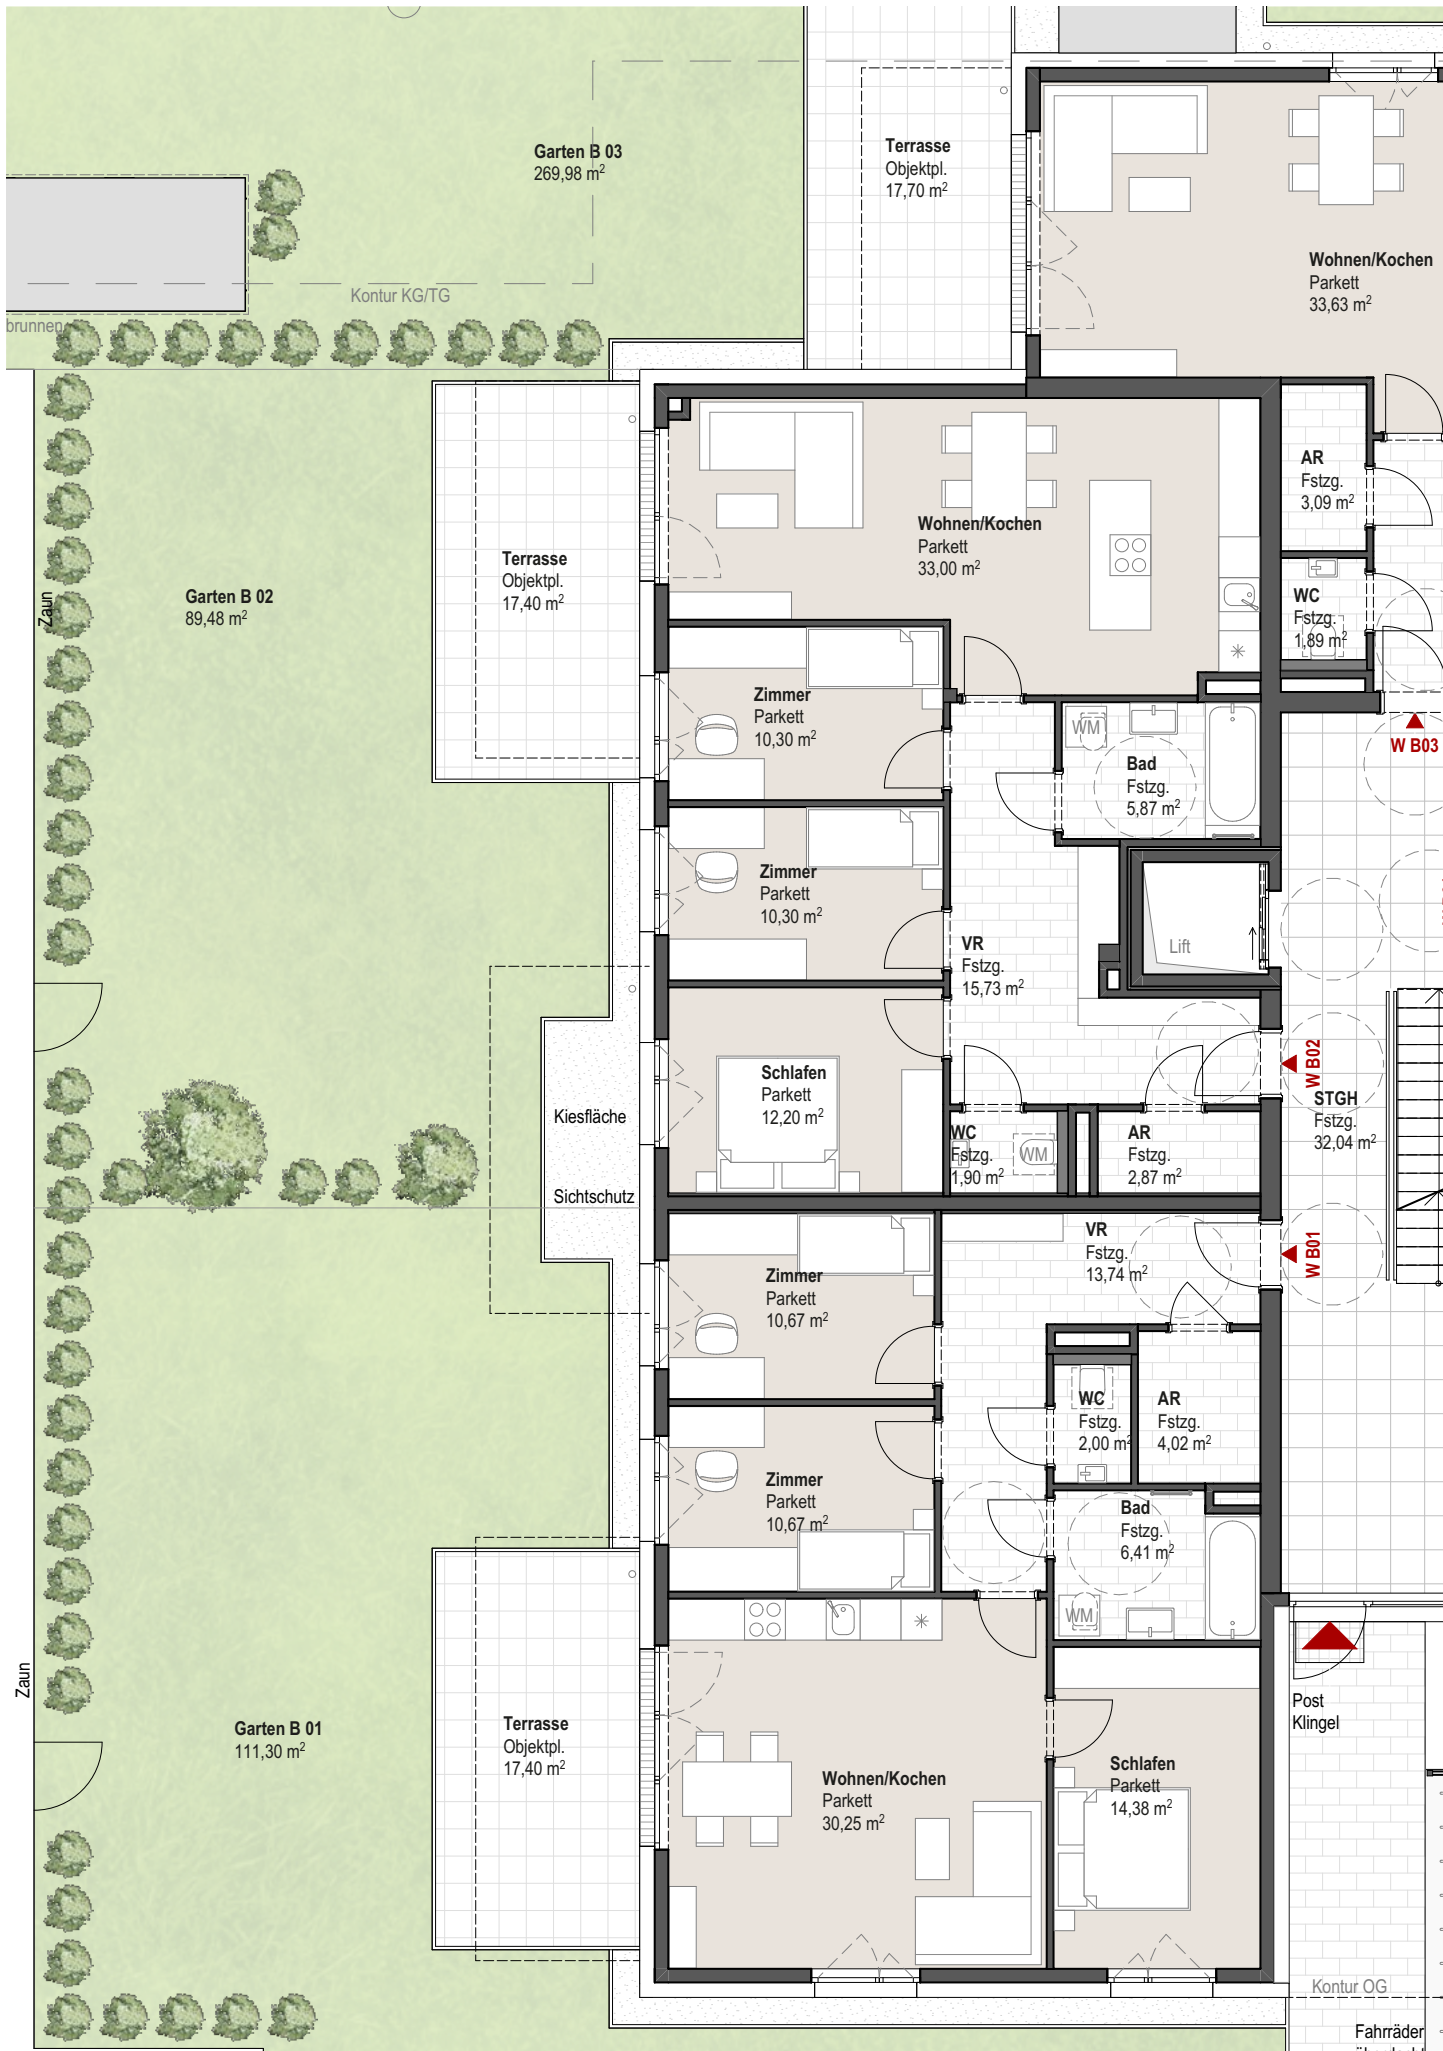 Garten B 03
269,98 m²
Terrasse
Objektpl.
17,70 m²
Wohnen/Kochen
Parkett
33,63 m²
Kontur KG/TG
brunnen
AR
Fstzg.
3,09 m²
Wohnen/Kochen
Parkett
33,00 m²
Terrasse
Objektpl.
17,40 m²
Zaun
Garten B 02
89,48 m²
WC
Fstzg.
1,89 m²
Zimmer
Parkett
10,30 m²
WM
Bad
Fstzg.
5,87 m²
W B03
Zimmer
Parkett
10,30 m²
VR
Fstzg.
15,73 m²
Lift
Schlafen
Parkett
12,20 m²
W B02
STGH
Fstzg.
32,04 m²
Kiesfläche
WC
Fstzg.
1,90 m²
WM
AR
Fstzg.
2,87 m²
Sichtschutz
VR
Fstzg.
13,74 m²
W B01
Zimmer
Parkett
10,67 m²
WC
Fstzg.
2,00 m²
AR
Fstzg.
4,02 m²
Zimmer
Parkett
10,67 m²
Bad
Fstzg.
6,41 m²
WM
Zaun
Garten B 01
111,30 m²
Terrasse
Objektpl.
17,40 m²
Post
Klingel
Wohnen/Kochen
Parkett
30,25 m²
Schlafen
Parkett
14,38 m²
Kontur OG
Fahrräder